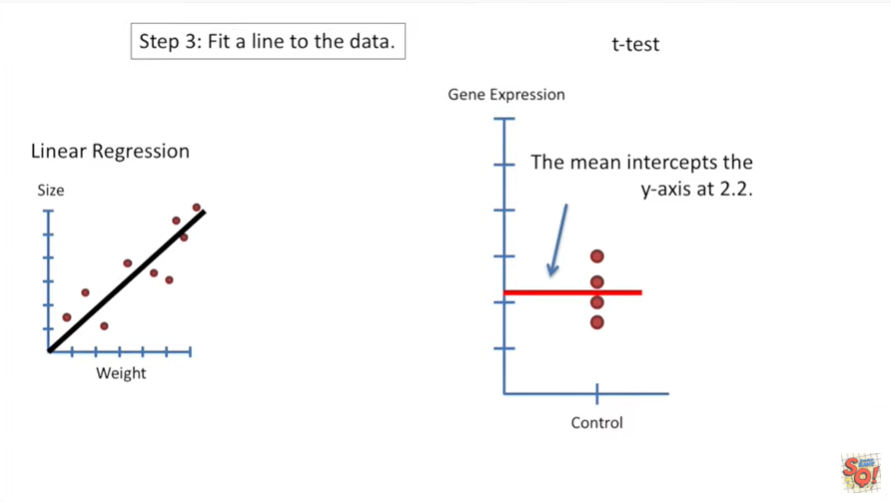 Step 3: Fit a line to the data.
t-test
Linear Regression
Size
Weight
Gene Expression
The mean intercepts the
y-axis at 2.2.
Control
SQ!